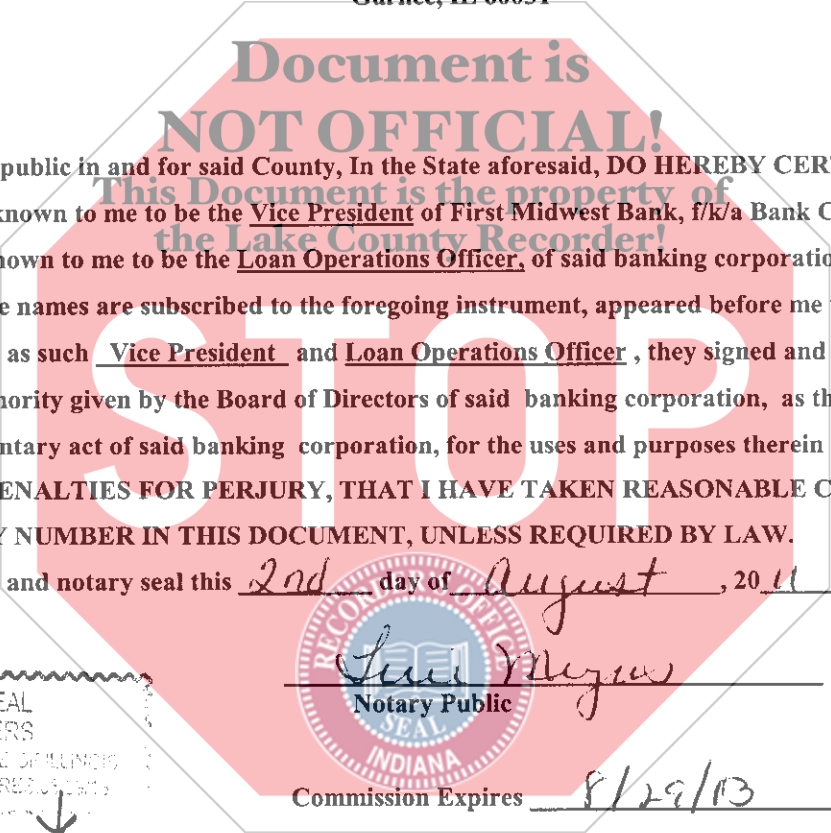 Document is
NOT OFFICIAL!
public in and for said County, In the State aforesaid, DO HEREBY CER
This Document is the property of
known to me to be the Vice President of First Midwest Bank, f/k/a Bank C
the Lake County Recorder!
nown to me to be the Loan Operations Officer, of said banking corporatio
e names are subscribed to the foregoing instrument, appeared before me
as such Vice President and Loan Operations Officer , they signed and
hority given by the Board of Directors of said banking corporation, as th
ntary act of said banking corporation, for the uses and purposes therein
ENALTIES FOR PERJURY, THAT I HAVE TAKEN REASONABLE C
Y NUMBER IN THIS DOCUMENT, UNLESS REQUIRED BY LAW.
STOP
and notary seal this 2nd day of August , 20 11
RECORDER OFFICE
Notary Public
SEAL
INDIANA
EAL
ERS
OF ILLINOIS
Commission Expires 8/29/13